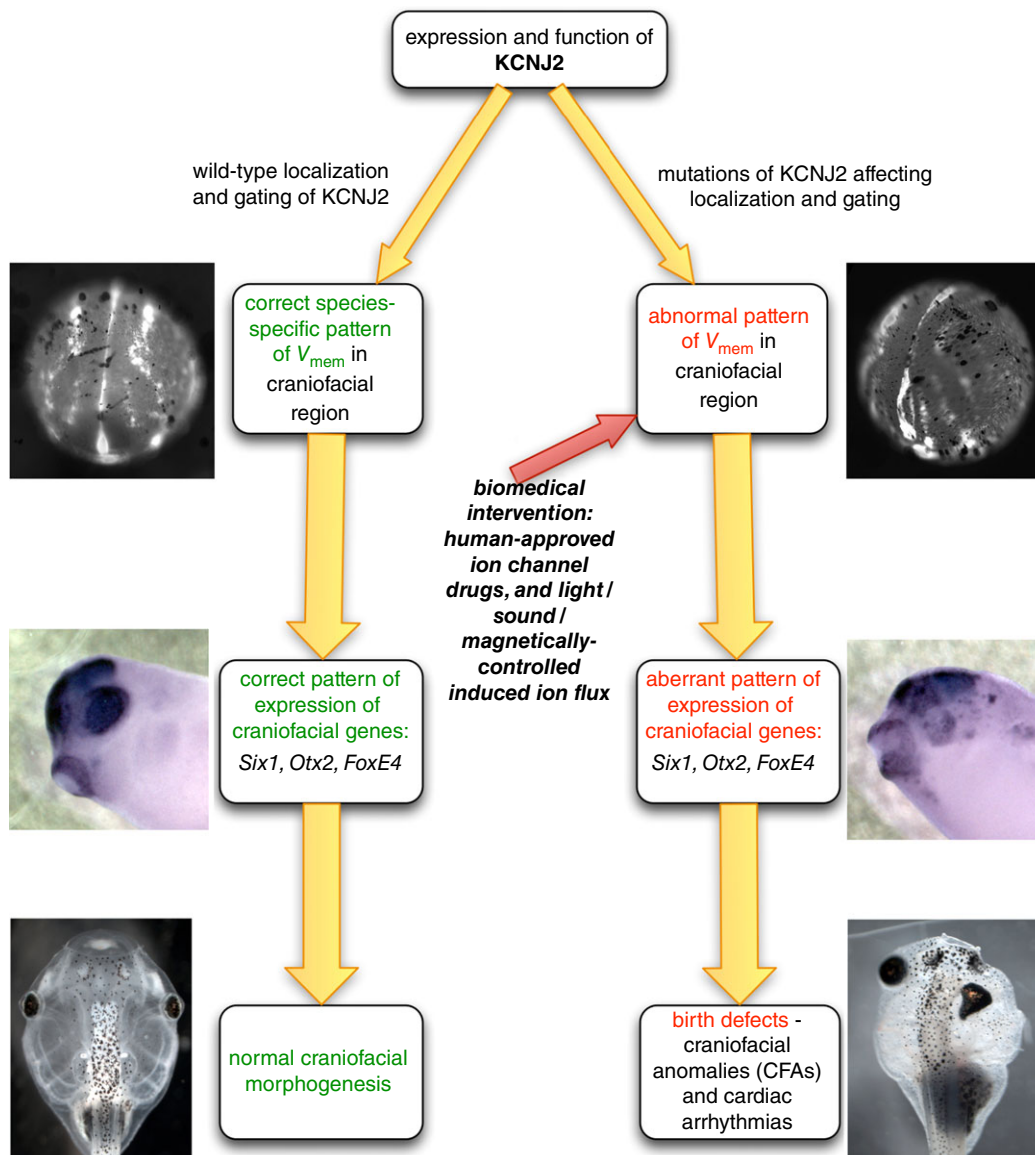 expression and function of
KCNJ2
wild-type localization
and gating of KCNJ2
mutations of KCNJ2 affecting
localization and gating
correct species-
specific pattern
of Vmem in
craniofacial
region
abnormal pattern
of Vmem in
craniofacial
region
biomedical
intervention:
human-approved
ion channel
drugs, and light /
sound /
magnetically-
controlled
induced ion flux
correct pattern of
expression of
craniofacial genes:
Six1, Otx2, FoxE4
aberrant pattern of
expression of
craniofacial genes:
Six1, Otx2, FoxE4
normal craniofacial
morphogenesis
birth defects -
craniofacial
anomalies (CFAs)
and cardiac
arrhythmias